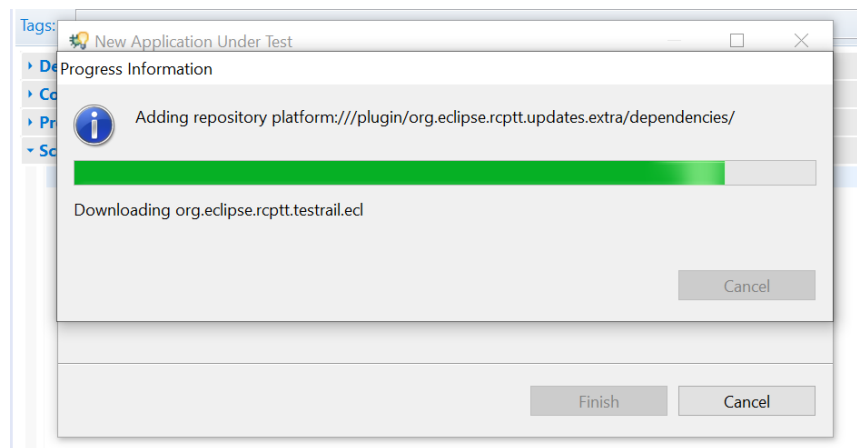 Tags:
New Application Under Test
De
Progress Information
Co
Adding repository platform:///plugin/org.eclipse.rcptt.updates.extra/dependencies/
Pr
Sc
Downloading org.eclipse.rcptt.testrail.ecl
Cancel
Finish
Cancel